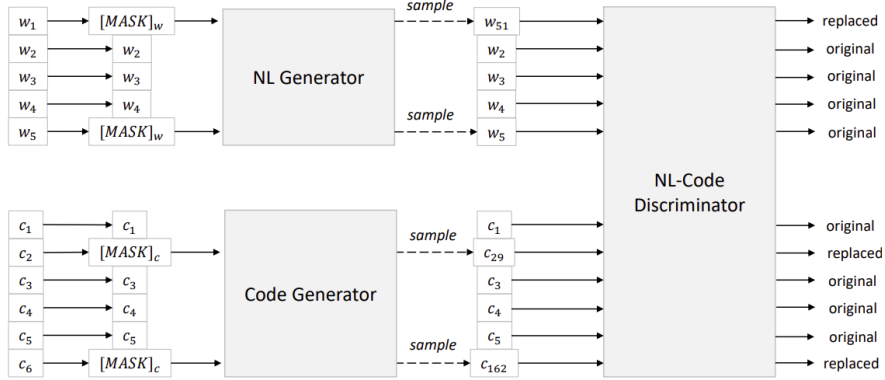 w₁ [MASK]w sample w₅₁ replaced
w₂ w₂ w₂ original
w₃ w₃ NL Generator w₃ original
w₄ w₄ w₄ original
w₅ [MASK]w sample w₅ original
NL-Code
Discriminator
c₁ c₁ c₁ original
c₂ [MASK]c sample c₂₉ replaced
c₃ c₃ c₃ original
Code Generator
c₄ c₄ c₄ original
c₅ c₅ c₅ original
c₆ [MASK]c sample c₁₆₂ replaced